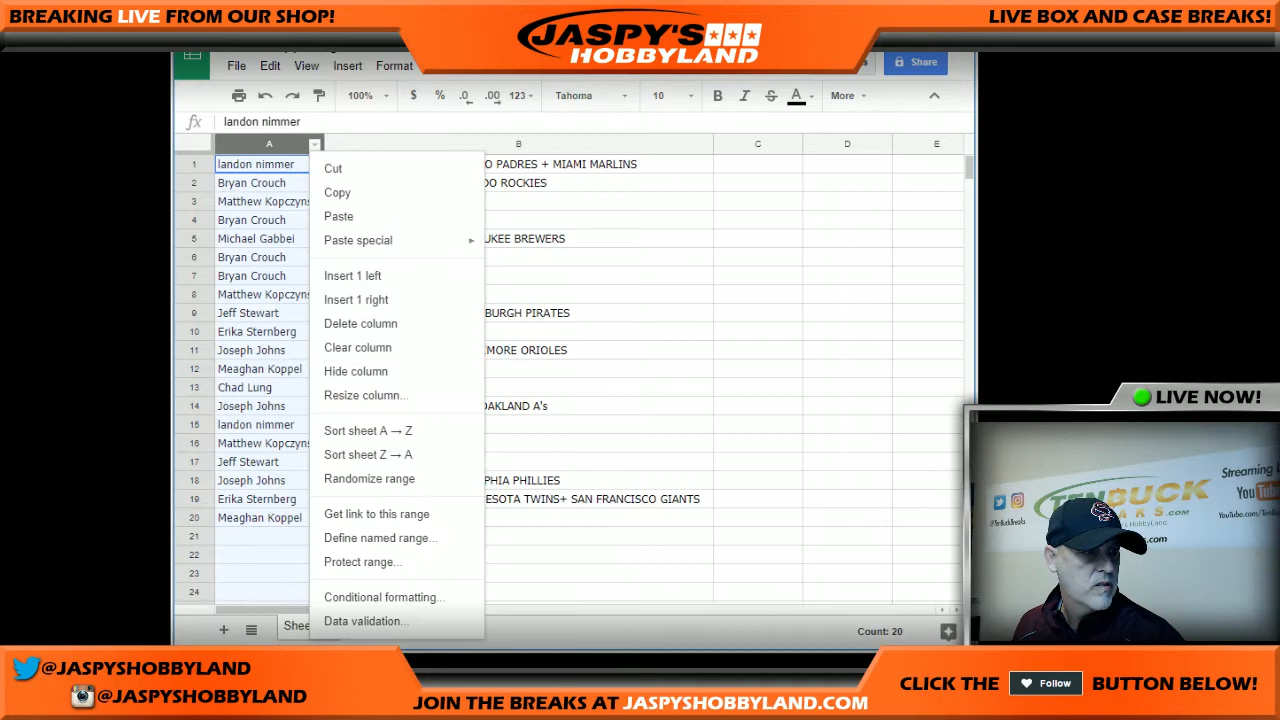 BREAKING LIVE FROM OUR SHOP!
JASPY'S
HOBBYLAND
LIVE BOX AND CASE BREAKS!
File Edit View Insert Format
Share
100% $ % .0 .00 123 Tahoma 10 B I S A More
fx landon nimmer
A B C D E
1 landon nimmer O PADRES + MIAMI MARLINS
2 Bryan Crouch DO ROCKIES
3 Matthew Kopczyns
4 Bryan Crouch
5 Michael Gabbei UKEE BREWERS
6 Bryan Crouch
7 Bryan Crouch
8 Matthew Kopczyns
9 Jeff Stewart BURGH PIRATES
10 Erika Sternberg
11 Joseph Johns IMORE ORIOLES
12 Meaghan Koppel
13 Chad Lung
14 Joseph Johns OAKLAND A's
15 landon nimmer
16 Matthew Kopczyns
17 Jeff Stewart
18 Joseph Johns PHIA PHILLIES
19 Erika Sternberg ESOTA TWINS+ SAN FRANCISCO GIANTS
20 Meaghan Koppel
21
22
23
24
Cut
Copy
Paste
Paste special
Insert 1 left
Insert 1 right
Delete column
Clear column
Hide column
Resize column...
Sort sheet A → Z
Sort sheet Z → A
Randomize range
Get link to this range
Define named range...
Protect range...
Conditional formatting...
Data validation...
+ Shee
Count: 20
LIVE NOW!
Streaming
YouTube
@TenBuckBreaks
TENBUCK
YouTube.com/TenBuck
@JASPYSHOBBYLAND
@JASPYSHOBBYLAND
JOIN THE BREAKS AT JASPYSHOBBYLAND.COM
CLICK THE Follow BUTTON BELOW!